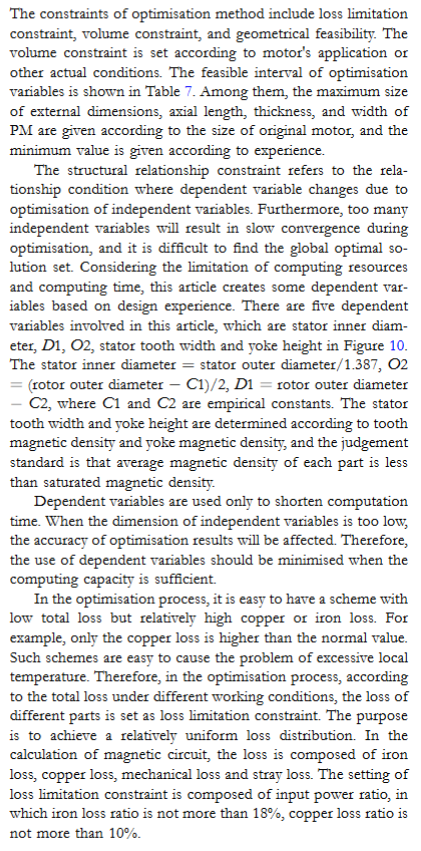 The constraints of optimisation method include loss limitation
constraint, volume constraint, and geometrical feasibility. The
volume constraint is set according to motor's application or
other actual conditions. The feasible interval of optimisation
variables is shown in Table 7. Among them, the maximum size
of external dimensions, axial length, thickness, and width of
PM are given according to the size of original motor, and the
minimum value is given according to experience.
The structural relationship constraint refers to the rela-
tionship condition where dependent variable changes due to
optimisation of independent variables. Furthermore, too many
independent variables will result in slow convergence during
optimisation, and it is difficult to find the global optimal so-
lution set. Considering the limitation of computing resources
and computing time, this article creates some dependent var-
iables based on design experience. There are five dependent
variables involved in this article, which are stator inner diam-
eter, D1, O2, stator tooth width and yoke height in Figure 10.
The stator inner diameter = stator outer diameter/1.387, O2
= (rotor outer diameter − C1)/2, D1 = rotor outer diameter
− C2, where C1 and C2 are empirical constants. The stator
tooth width and yoke height are determined according to tooth
magnetic density and yoke magnetic density, and the judgement
standard is that average magnetic density of each part is less
than saturated magnetic density.
Dependent variables are used only to shorten computation
time. When the dimension of independent variables is too low,
the accuracy of optimisation results will be affected. Therefore,
the use of dependent variables should be minimised when the
computing capacity is sufficient.
In the optimisation process, it is easy to have a scheme with
low total loss but relatively high copper or iron loss. For
example, only the copper loss is higher than the normal value.
Such schemes are easy to cause the problem of excessive local
temperature. Therefore, in the optimisation process, according
to the total loss under different working conditions, the loss of
different parts is set as loss limitation constraint. The purpose
is to achieve a relatively uniform loss distribution. In the
calculation of magnetic circuit, the loss is composed of iron
loss, copper loss, mechanical loss and stray loss. The setting of
loss limitation constraint is composed of input power ratio, in
which iron loss ratio is not more than 18%, copper loss ratio is
not more than 10%.